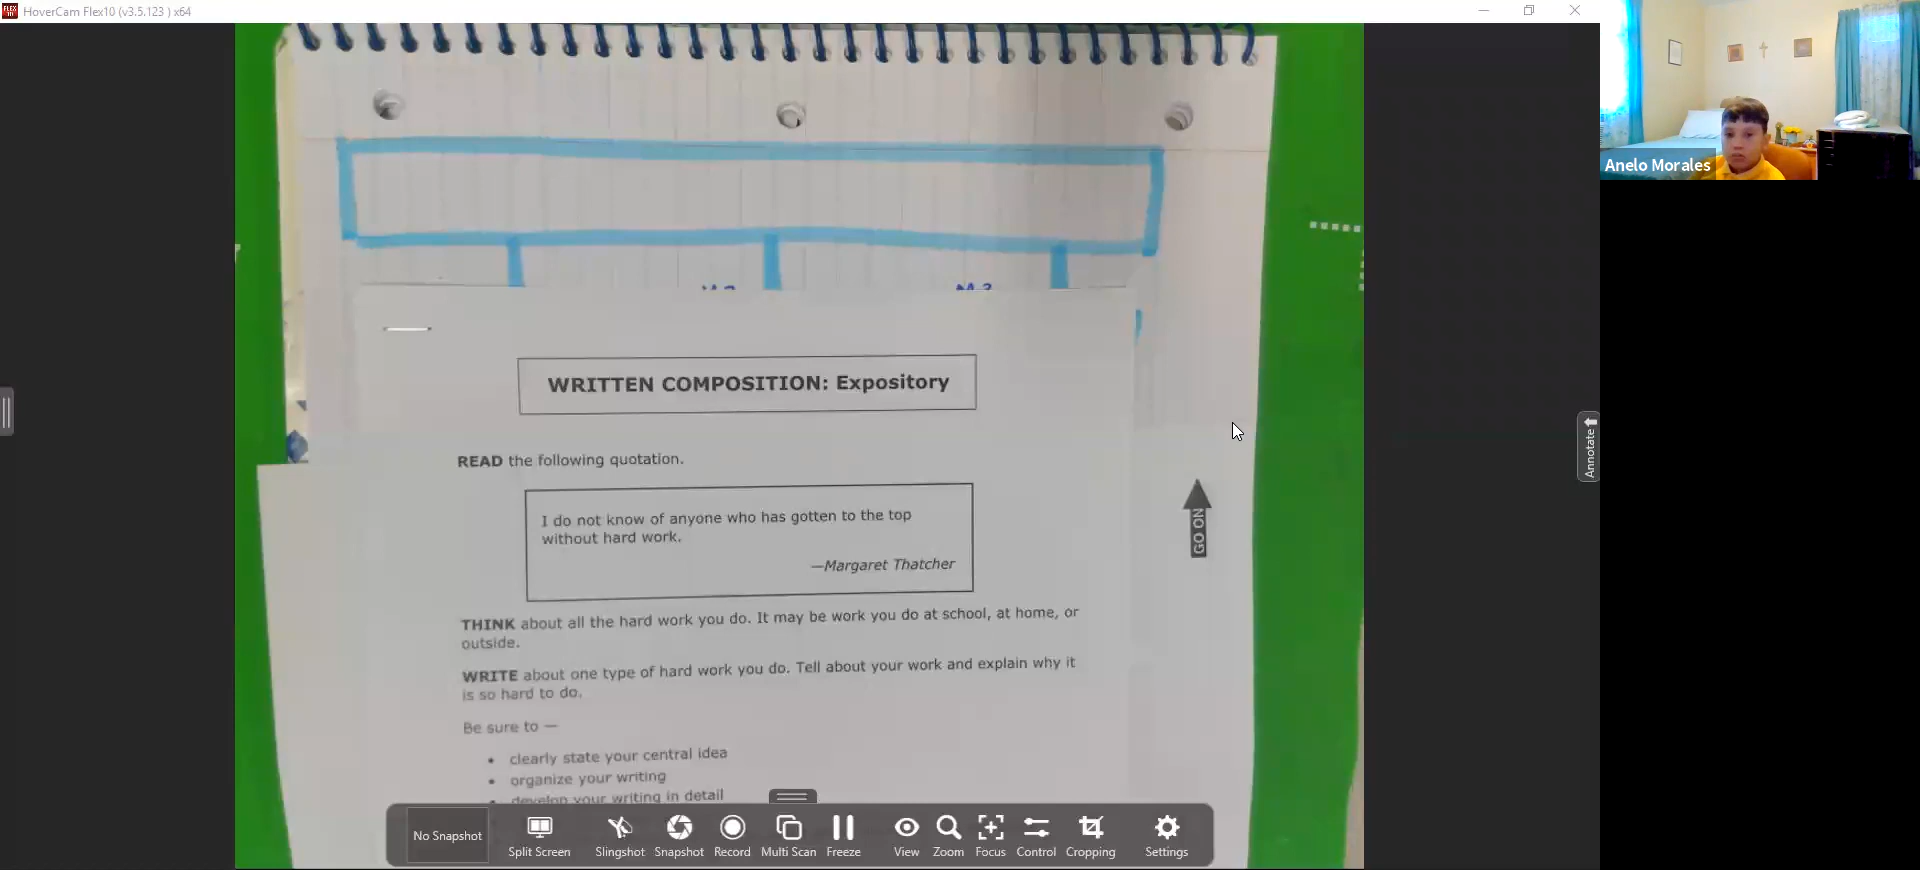 HoverCam Flex10 (v3.5.123 ) x64
Anelo Morales
WRITTEN COMPOSITION: Expository
READ the following quotation.
I do not know of anyone who has gotten to the top
without hard work.
—Margaret Thatcher
THINK about all the hard work you do. It may be work you do at school, at home, or
outside.
WRITE about one type of hard work you do. Tell about your work and explain why it
is so hard to do.
Be sure to —
• clearly state your central idea
• organize your writing
• develop your writing in detail
GO ON
Annotate
No Snapshot
Split Screen
Slingshot
Snapshot
Record
Multi Scan
Freeze
View
Zoom
Focus
Control
Cropping
Settings